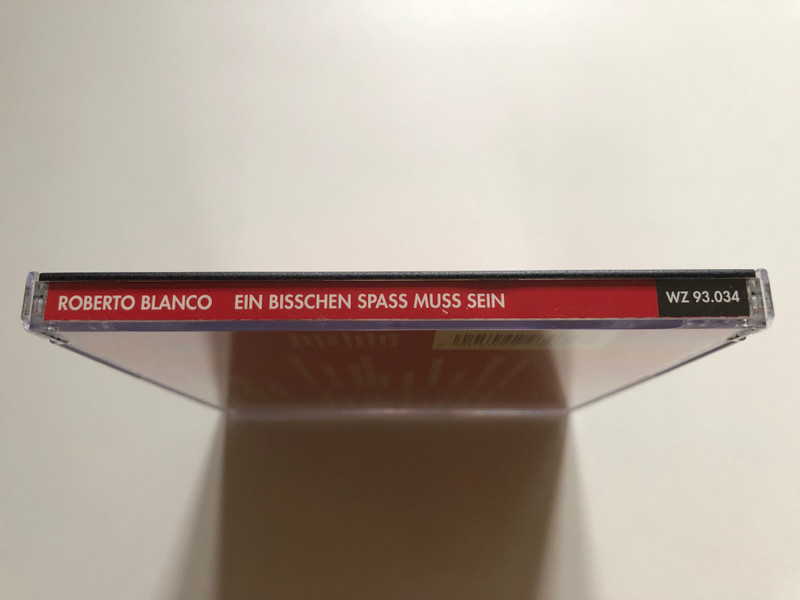 ROBERTO BLANCO EIN BISSCHEN SPASS MUSS SEIN WZ 93.034